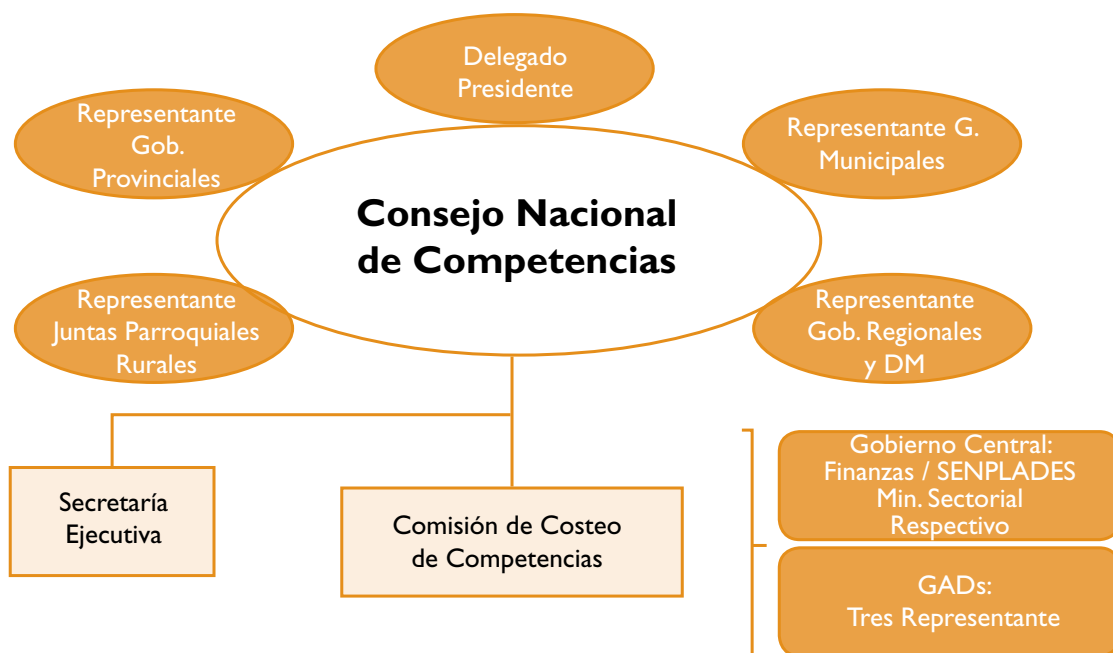 Delegado
Presidente
Representante
Gob.
Provinciales
Representante G.
Municipales
Consejo Nacional
de Competencias
Representante
Juntas Parroquiales
Rurales
Representante
Gob. Regionales
y DM
Secretaría
Ejecutiva
Comisión de Costeo
de Competencias
Gobierno Central:
Finanzas / SENPLADES
Min. Sectorial
Respectivo
GADs:
Tres Representante